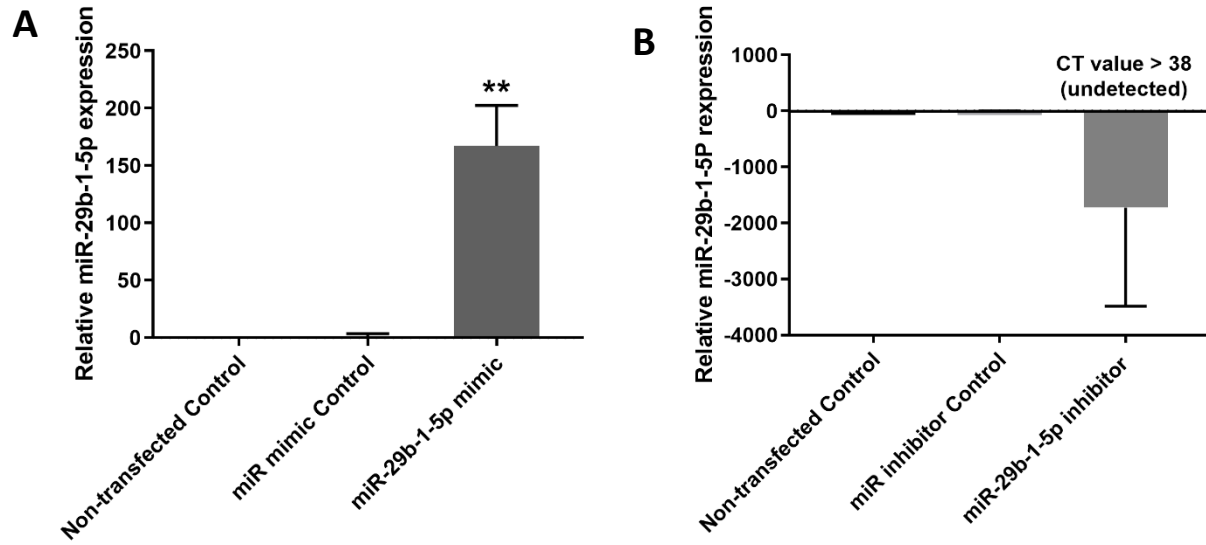 A
Relative miR-29b-1-5p expression
250
200
150
100
50
0
**
Non-transfected Control
miR mimic Control
miR-29b-1-5p mimic
B
Relative miR-29b-1-5P rexpression
1000
0
-1000
-2000
-3000
-4000
CT value > 38
(undetected)
Non-transfected Control
miR inhibitor Control
miR-29b-1-5p inhibitor